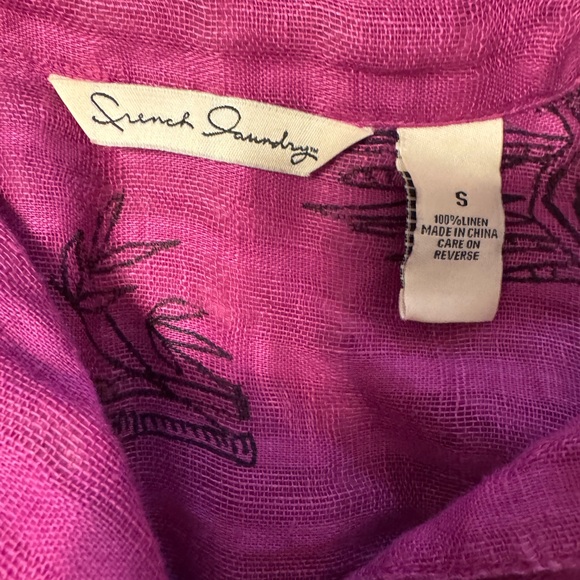 French Laundry™
S
100%LINEN
MADE IN CHINA
CARE ON
REVERSE